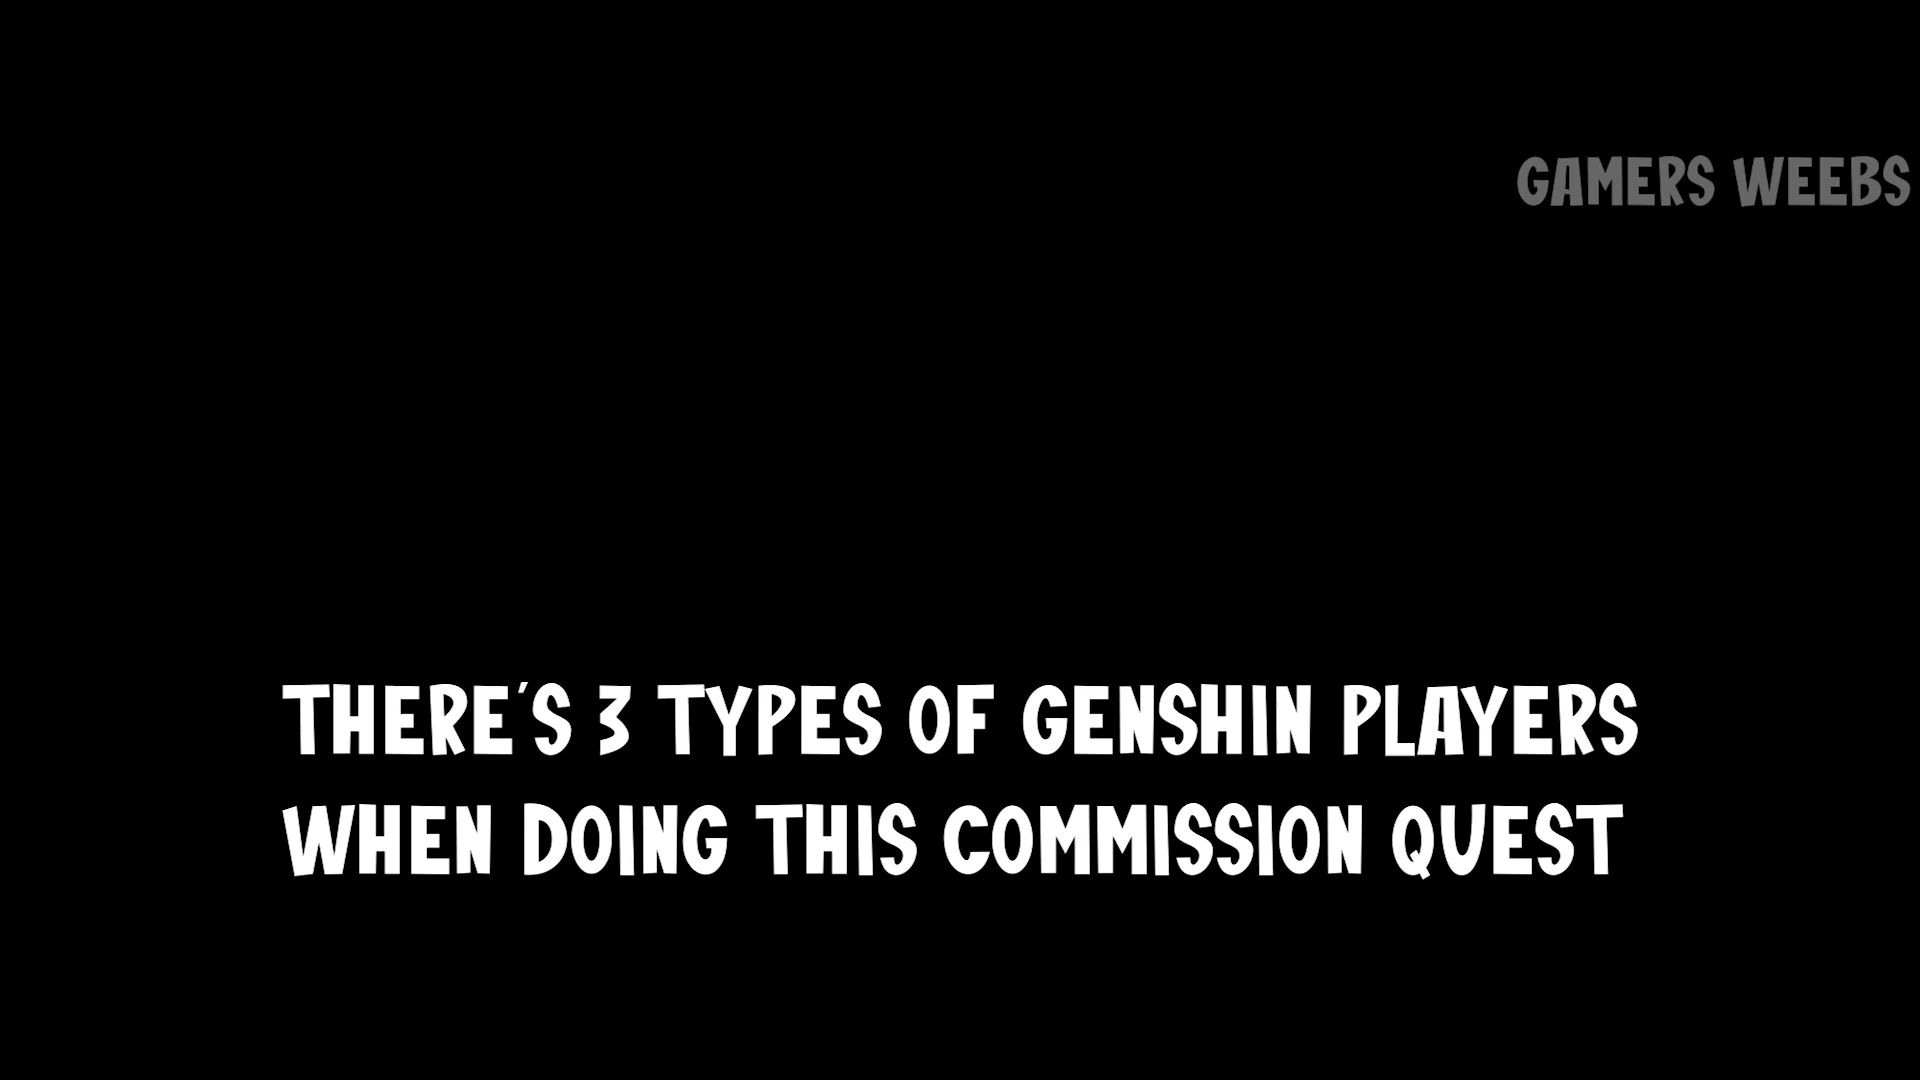 GAMERS WEEBS
THERE'S 3 TYPES OF GENSHIN PLAYERS
WHEN DOING THIS COMMISSION QUEST